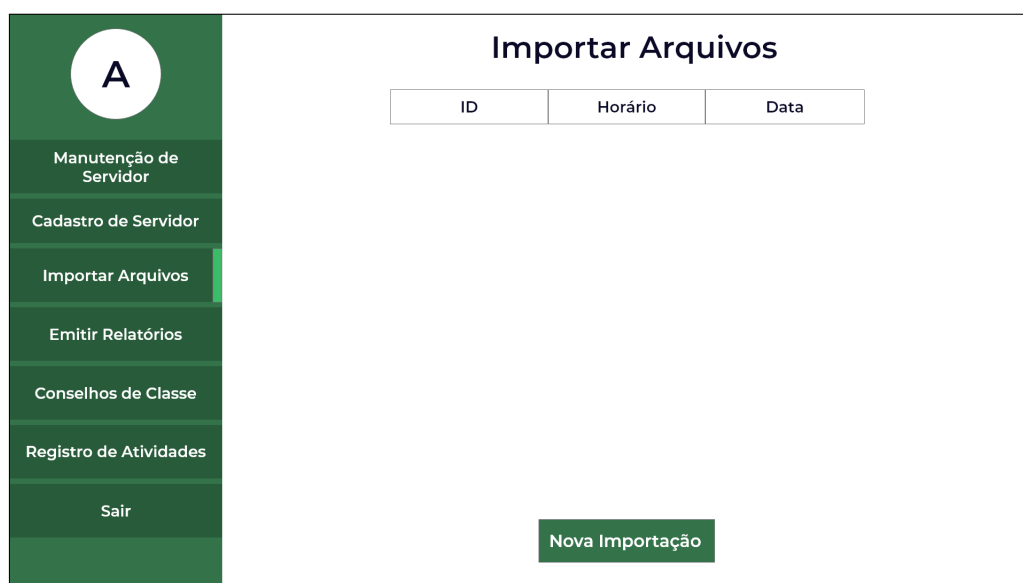 A
Manutenção de
Servidor
Cadastro de Servidor
Importar Arquivos
Emitir Relatórios
Conselhos de Classe
Registro de Atividades
Sair
Importar Arquivos
ID Horário Data
Nova Importação